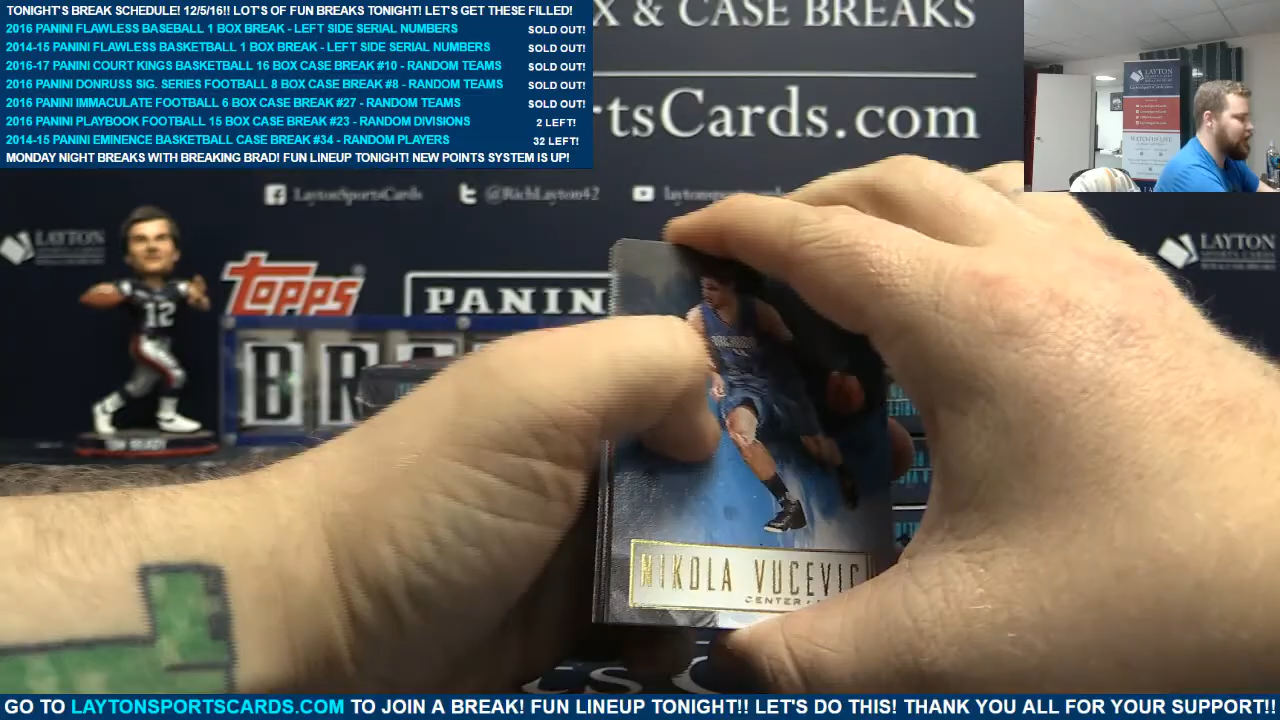 TONIGHT'S BREAK SCHEDULE! 12/5/16!! LOT'S OF FUN BREAKS TONIGHT! LET'S GET THESE FILLED!
2016 PANINI FLAWLESS BASEBALL 1 BOX BREAK - LEFT SIDE SERIAL NUMBERS SOLD OUT!
2014-15 PANINI FLAWLESS BASKETBALL 1 BOX BREAK - LEFT SIDE SERIAL NUMBERS SOLD OUT!
2016-17 PANINI COURT KINGS BASKETBALL 16 BOX CASE BREAK #10 - RANDOM TEAMS SOLD OUT!
2016 PANINI DONRUSS SIG. SERIES FOOTBALL 8 BOX CASE BREAK #8 - RANDOM TEAMS SOLD OUT!
2016 PANINI IMMACULATE FOOTBALL 6 BOX CASE BREAK #27 - RANDOM TEAMS SOLD OUT!
2016 PANINI PLAYBOOK FOOTBALL 15 BOX CASE BREAK #23 - RANDOM DIVISION 2 LEFT!
2014-15 PANINI EMINENCE BASKETBALL CASE BREAK #34 - RANDOM PLAYERS 32 LEFT!
MONDAY NIGHT BREAKS WITH BREAKING BRAD! FUN LINEUP TONIGHT! NEW POINTS SYSTEM IS UP!
X & CASE BREAKS
rtsCards.com
LaytonSportsCards @RichLayton42 laytonspo
LAYTON
LAYTON
LAYTON
TOPPS
PANIN
12
BR
TOM BRADY
NIKOLA VUCEVIC
CENTER
GO TO LAYTONSPORTSCARDS.COM TO JOIN A BREAK! FUN LINEUP TONIGHT!! LET'S DO THIS! THANK YOU ALL FOR YOUR SUPPORT!!